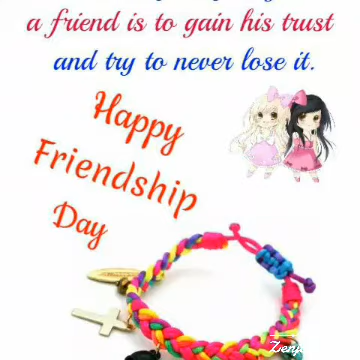 a friend is to gain his trust
and try to never lose it.
Happy
Friendship
Day